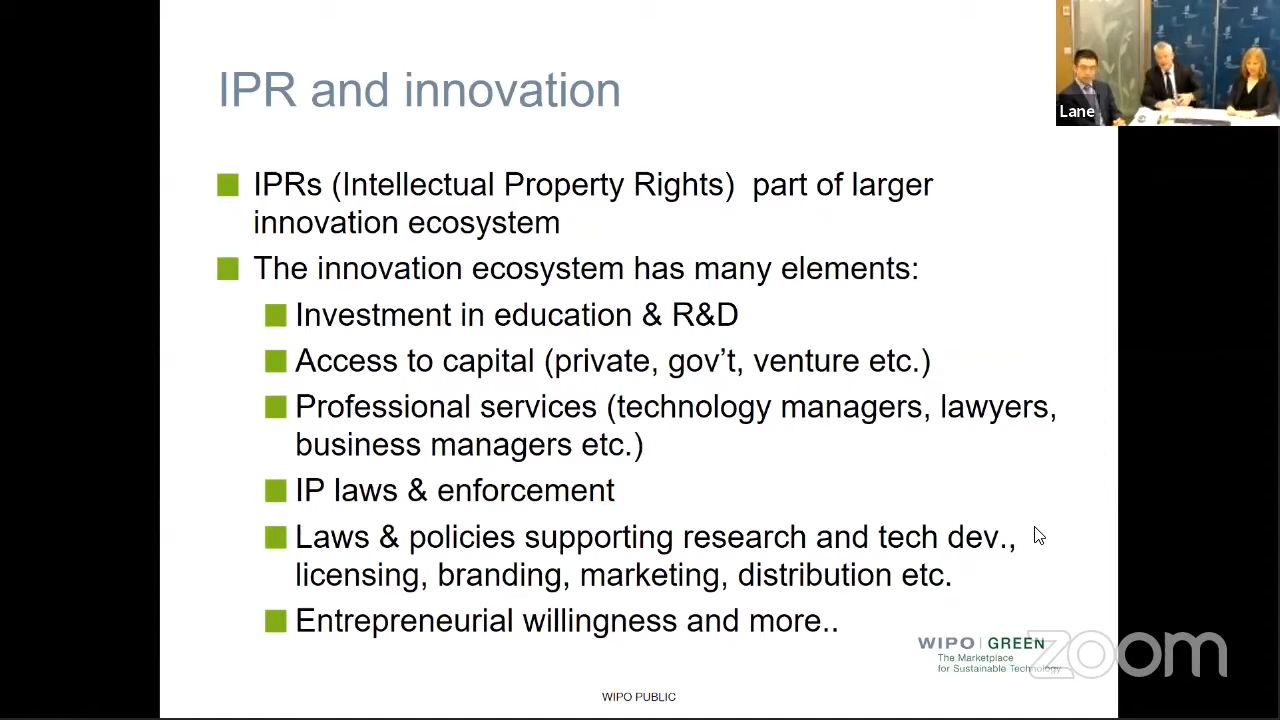 IPR and innovation
Lane
IPRs (Intellectual Property Rights) part of larger
innovation ecosystem
The innovation ecosystem has many elements:
Investment in education & R&D
Access to capital (private, gov’t, venture etc.)
Professional services (technology managers, lawyers,
business managers etc.)
IP laws & enforcement
Laws & policies supporting research and tech dev.,
licensing, branding, marketing, distribution etc.
Entrepreneurial willingness and more..
WIPO | GREEN
The Marketplace
for Sustainable Technology
zoom
WIPO PUBLIC